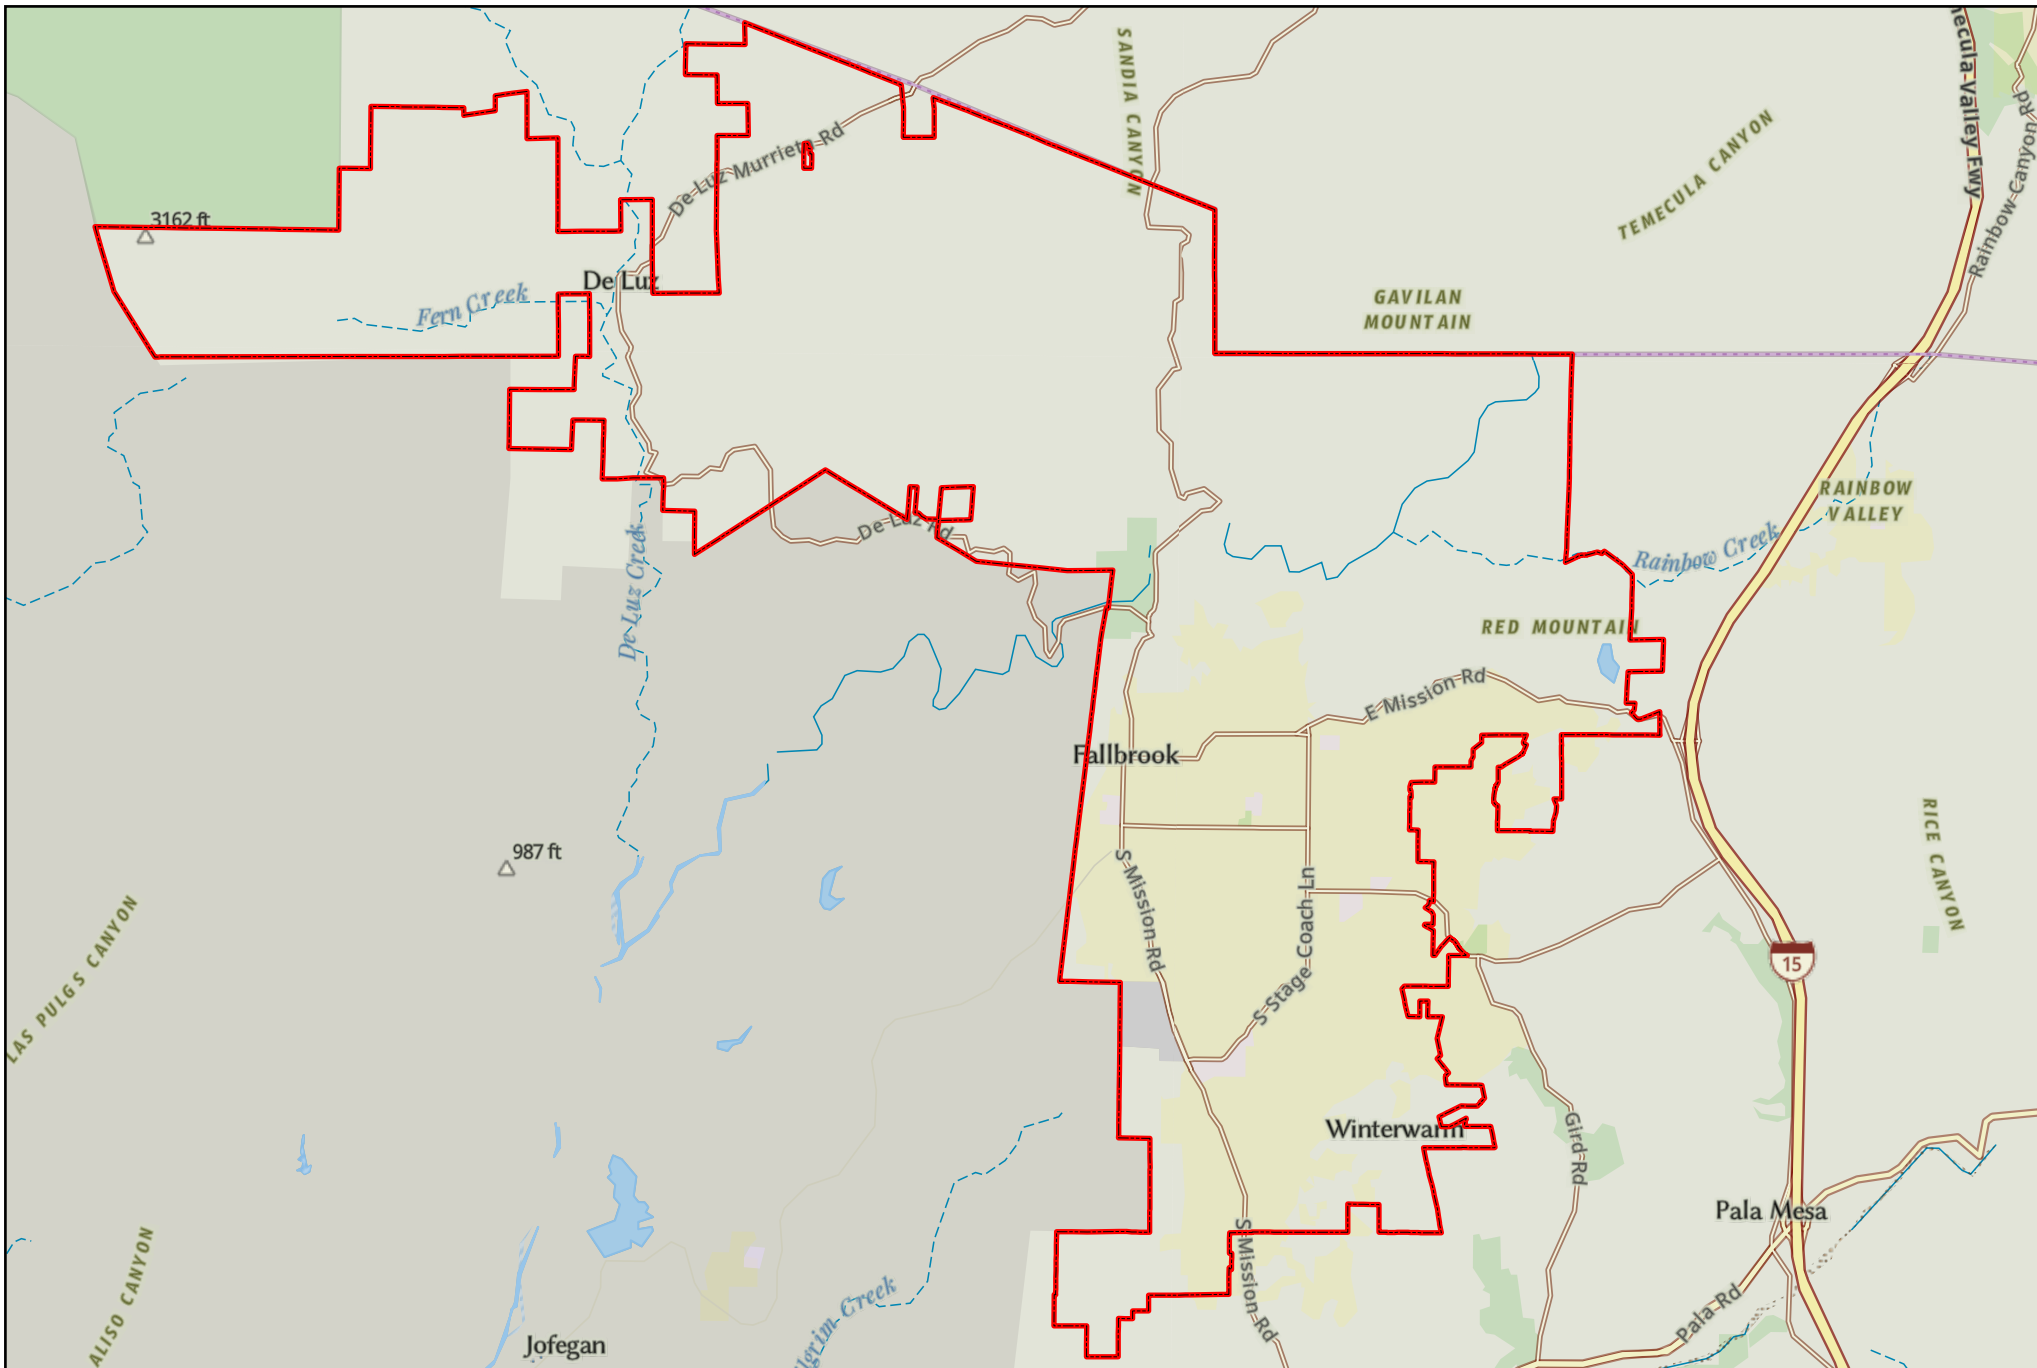 SANDIA CANYON
Temecula Valley Fwy
Rainbow Canyon Rd
TEMECULA CANYON
De Luz Murrieta Rd
3162 ft
De Luz
Fern Creek
GAVILAN
MOUNTAIN
RAINBOW
VALLEY
De Luz Rd
Rainbow Creek
De Luz Creek
RED MOUNTAIN
E Mission Rd
Fallbrook
987 ft
S Mission Rd
S Stage Coach Ln
RICE CANYON
LAS PULGS CANYON
15
Winterwarm
Gird Rd
Pala Mesa
S Mission Rd
ALISO CANYON
Pala Rd
Jofegan
Creek